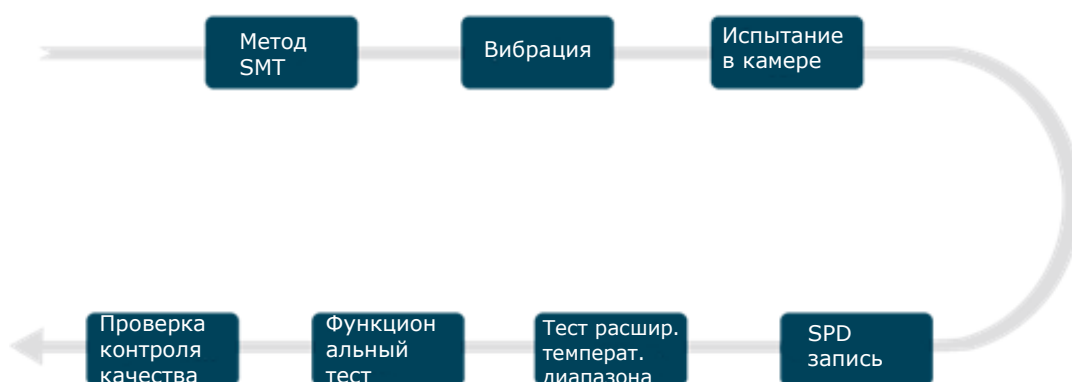 Метод
SMT
Вибрация
Испытание
в камере
Проверка
контроля
качества
Функцион
альный
тест
Тест расшир.
температ.
диапазона
SPD
запись